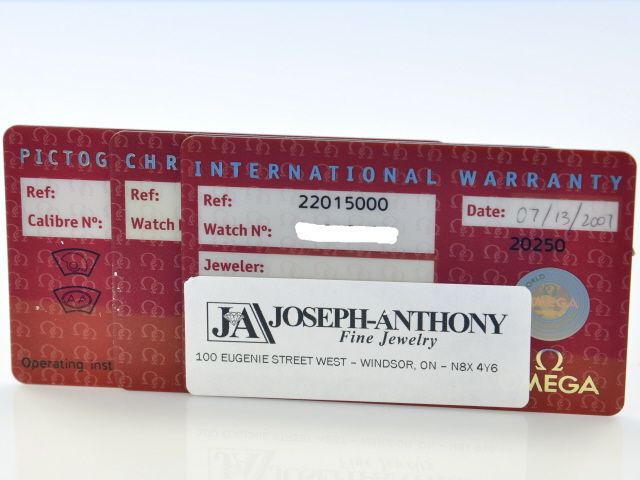 PICTOG
Ref:
Calibre Nº:
Operating inst
CHR
Ref:
Watch
INTERNATIONAL WARRANTY
Ref: 22015000
Watch Nº:
Jeweler:
Date: 07/13/2007
20250
WORLD
OMEGA
Ω
OMEGA
JA JOSEPH-ANTHONY
Fine Jewelry
100 EUGENIE STREET WEST – WINDSOR, ON – N8X 4Y6